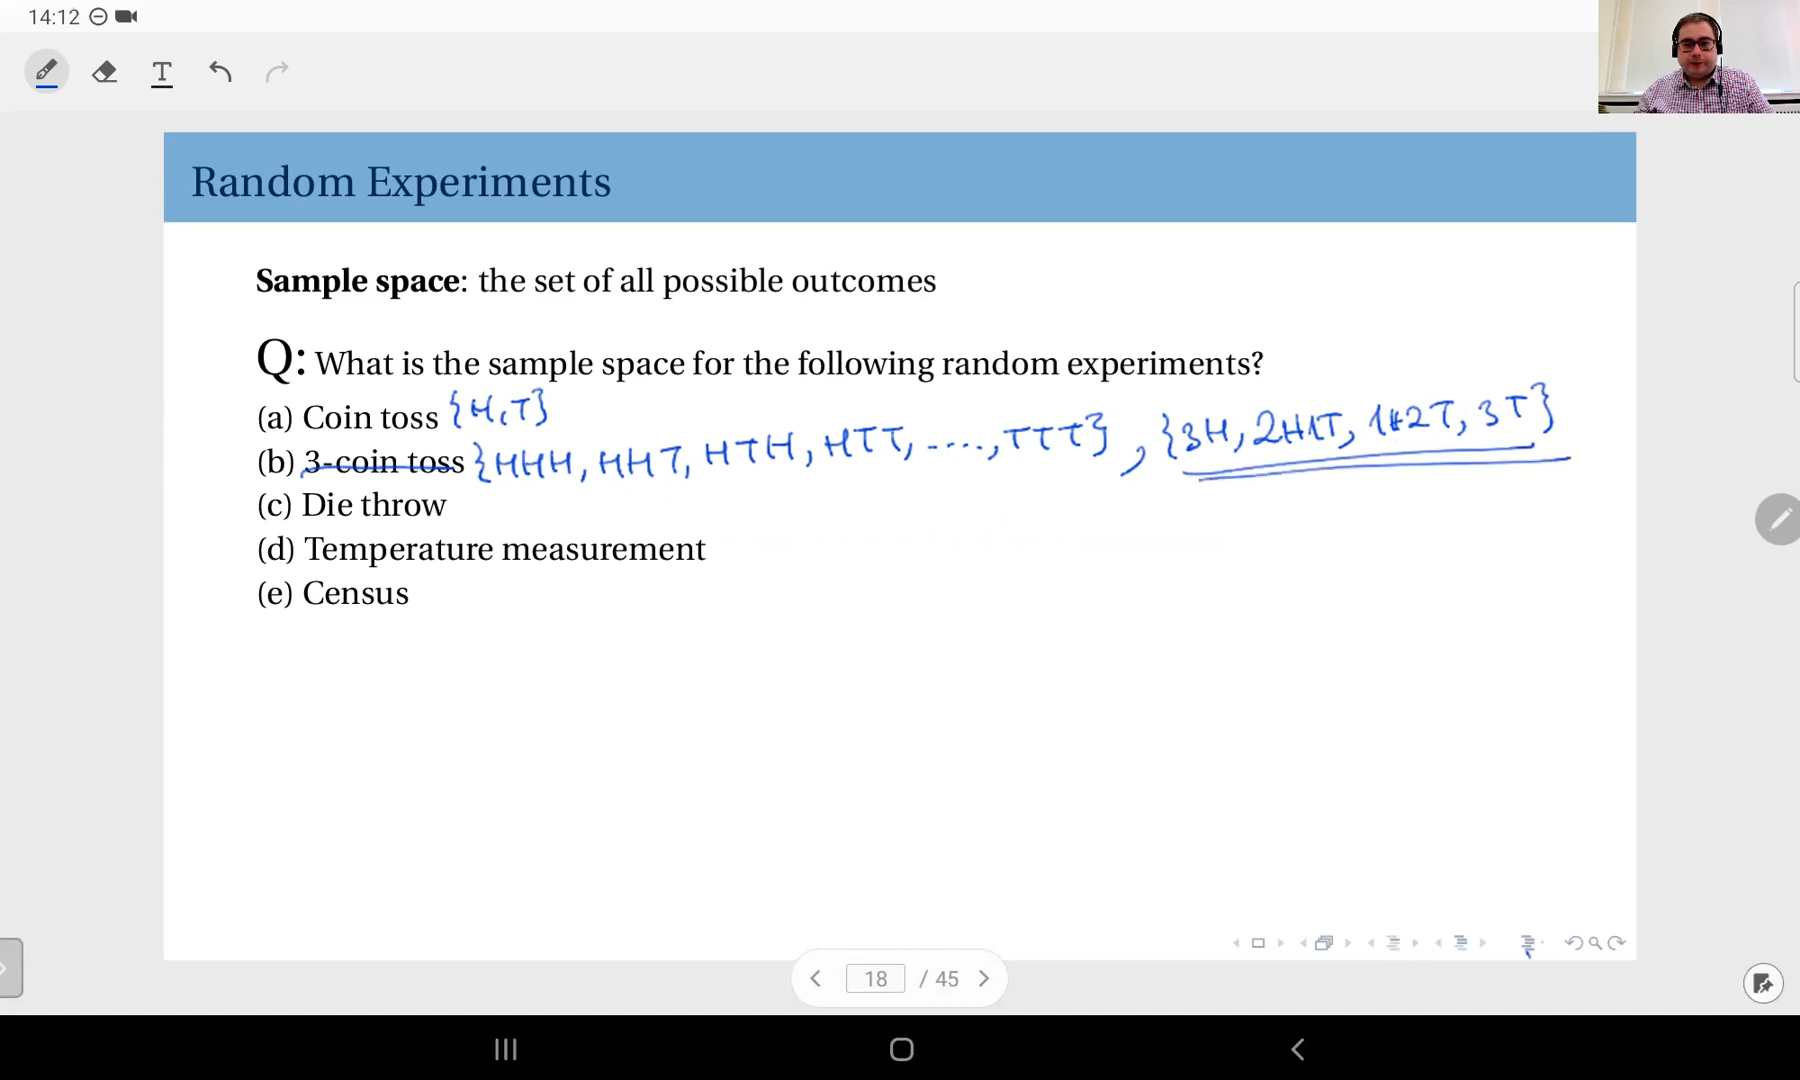 14:12
Random Experiments
Sample space: the set of all possible outcomes
Q: What is the sample space for the following random experiments?
(a) Coin toss {H,T}
(b) 3-coin toss {HHH, HHT, HTH, HTT, ...., TTT}, {3H, 2H1T, 1H2T, 3T}
(c) Die throw
(d) Temperature measurement
(e) Census
18 / 45